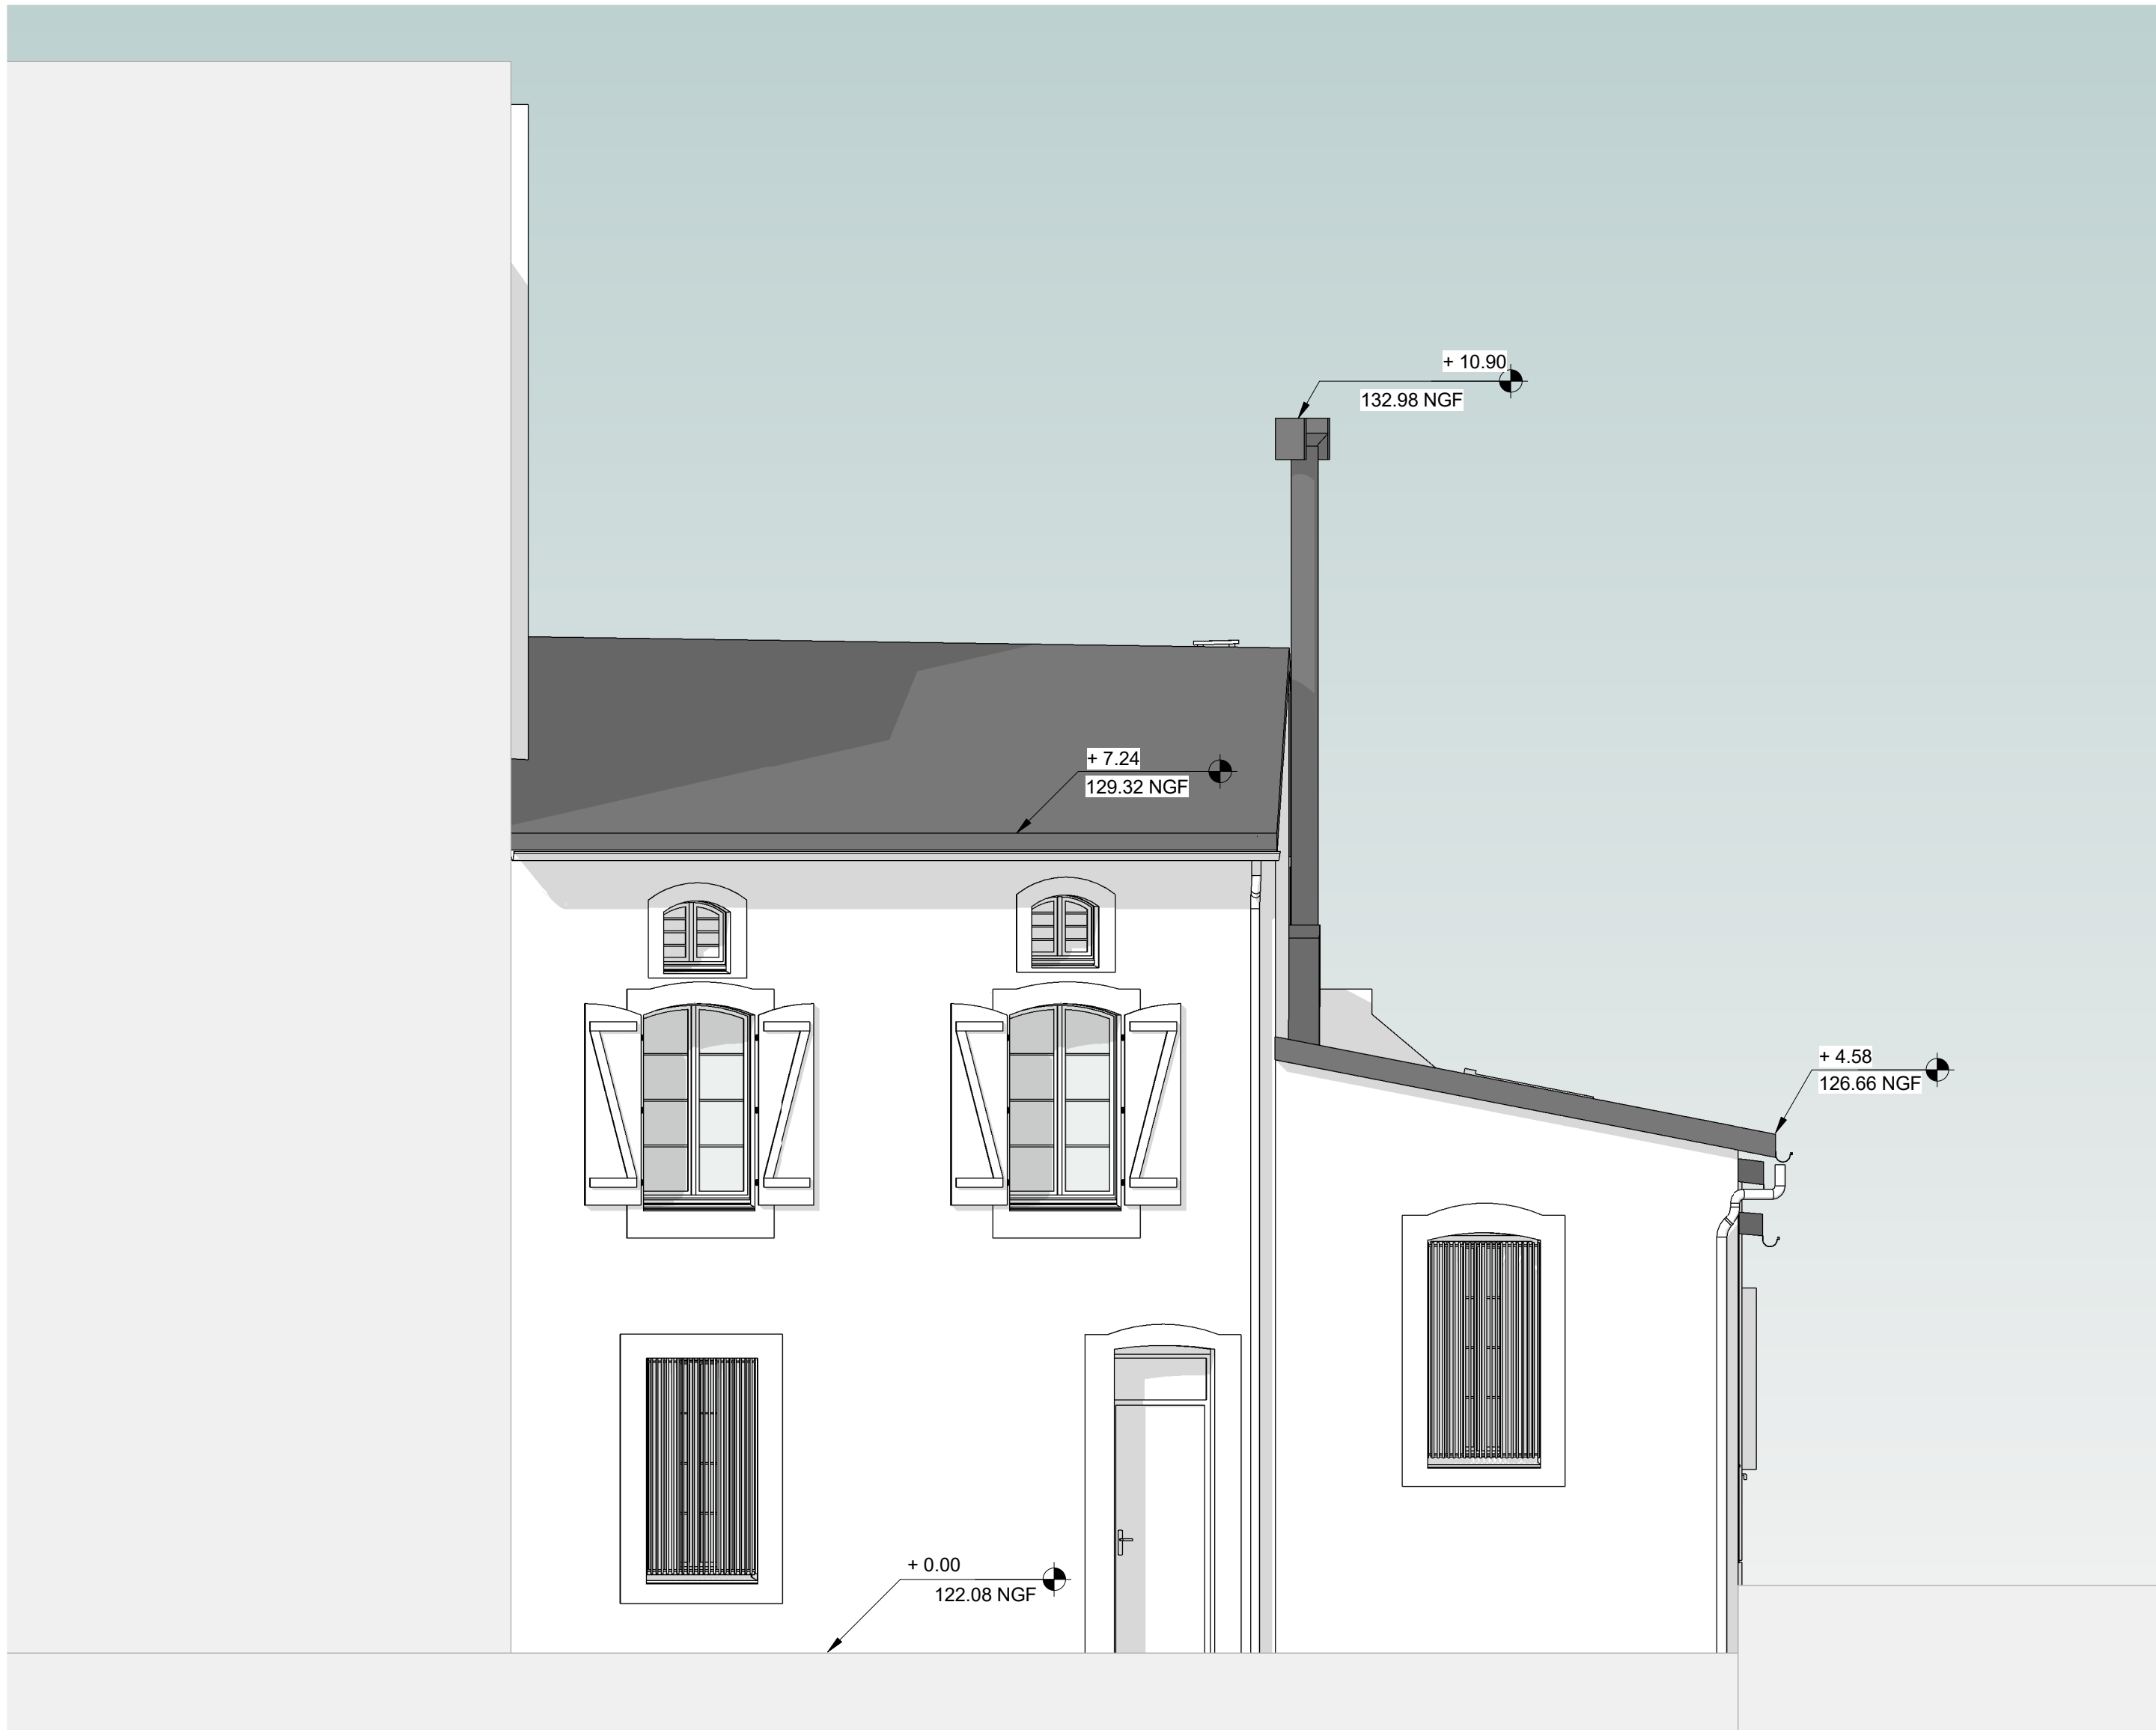 + 10.90
132.98 NGF
+ 7.24
129.32 NGF
+ 4.58
126.66 NGF
+ 0.00
122.08 NGF